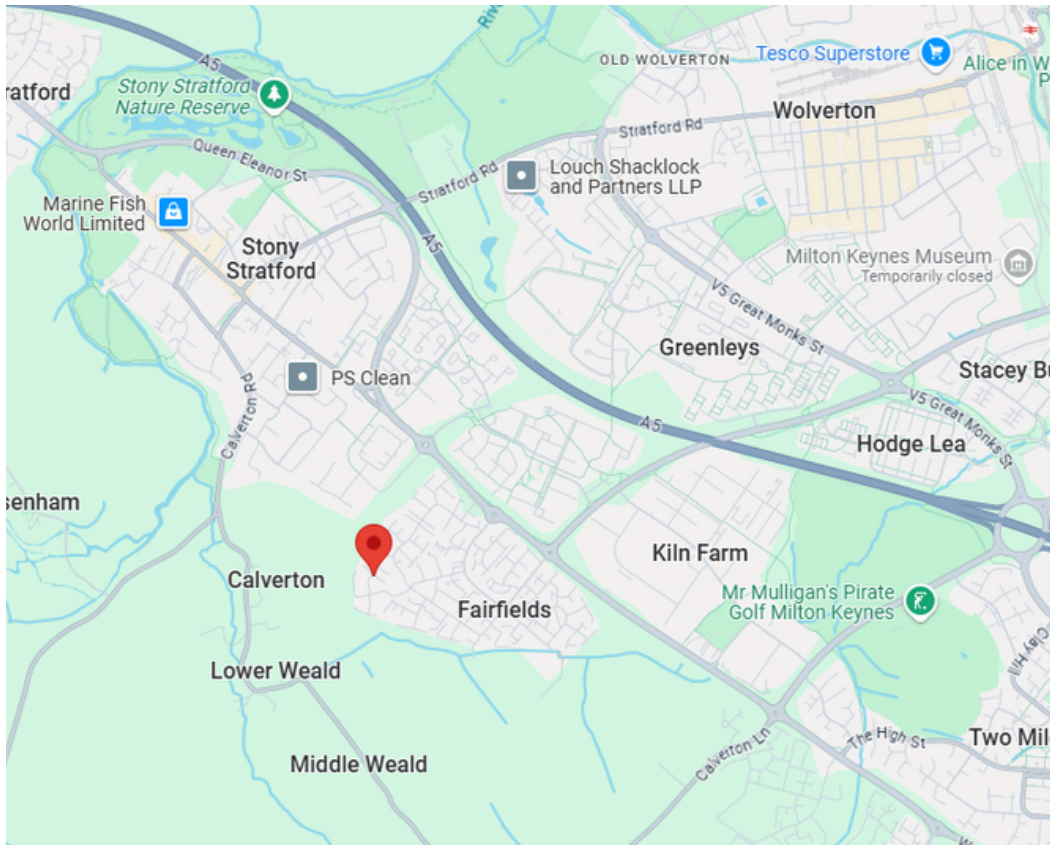 A5
Rive
OLD WOLVERTON
Tesco Superstore
Alice in W
P
ratford
Stony Stratford
Nature Reserve
Wolverton
Stratford Rd
Queen Eleanor St
Stratford Rd
Louch Shacklock
and Partners LLP
Marine Fish
World Limited
A5
Stony
Stratford
Milton Keynes Museum
Temporarily closed
V5 Great Monks St
Greenleys
Stacey Bu
PS Clean
Calverton Rd
A5
V5 Great Monks St
Hodge Lea
senham
Kiln Farm
Calverton
Fairfields
Mr Mulligan's Pirate
Golf Milton Keynes
Clay Hill
Lower Weald
Calverton Ln
The High St
Two Mil
Middle Weald